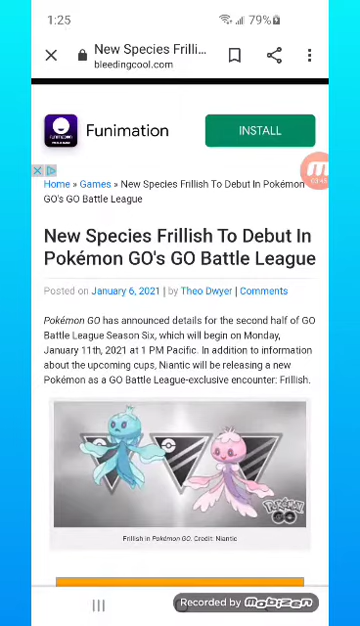 1:25
79%
New Species Frilli...
bleedingcool.com
Funimation
INSTALL
Home » Games » New Species Frillish To Debut In Pokémon
GO's GO Battle League
New Species Frillish To Debut In
Pokémon GO's GO Battle League
Posted on January 6, 2021 | by Theo Dwyer | Comments
Pokémon GO has announced details for the second half of GO
Battle League Season Six, which will begin on Monday,
January 11th, 2021 at 1 PM Pacific. In addition to information
about the upcoming cups, Niantic will be releasing a new
Pokémon as a GO Battle League-exclusive encounter: Frillish.
Pokémon GO
Frillish in Pokémon GO. Credit: Niantic
Recorded by Mobizen